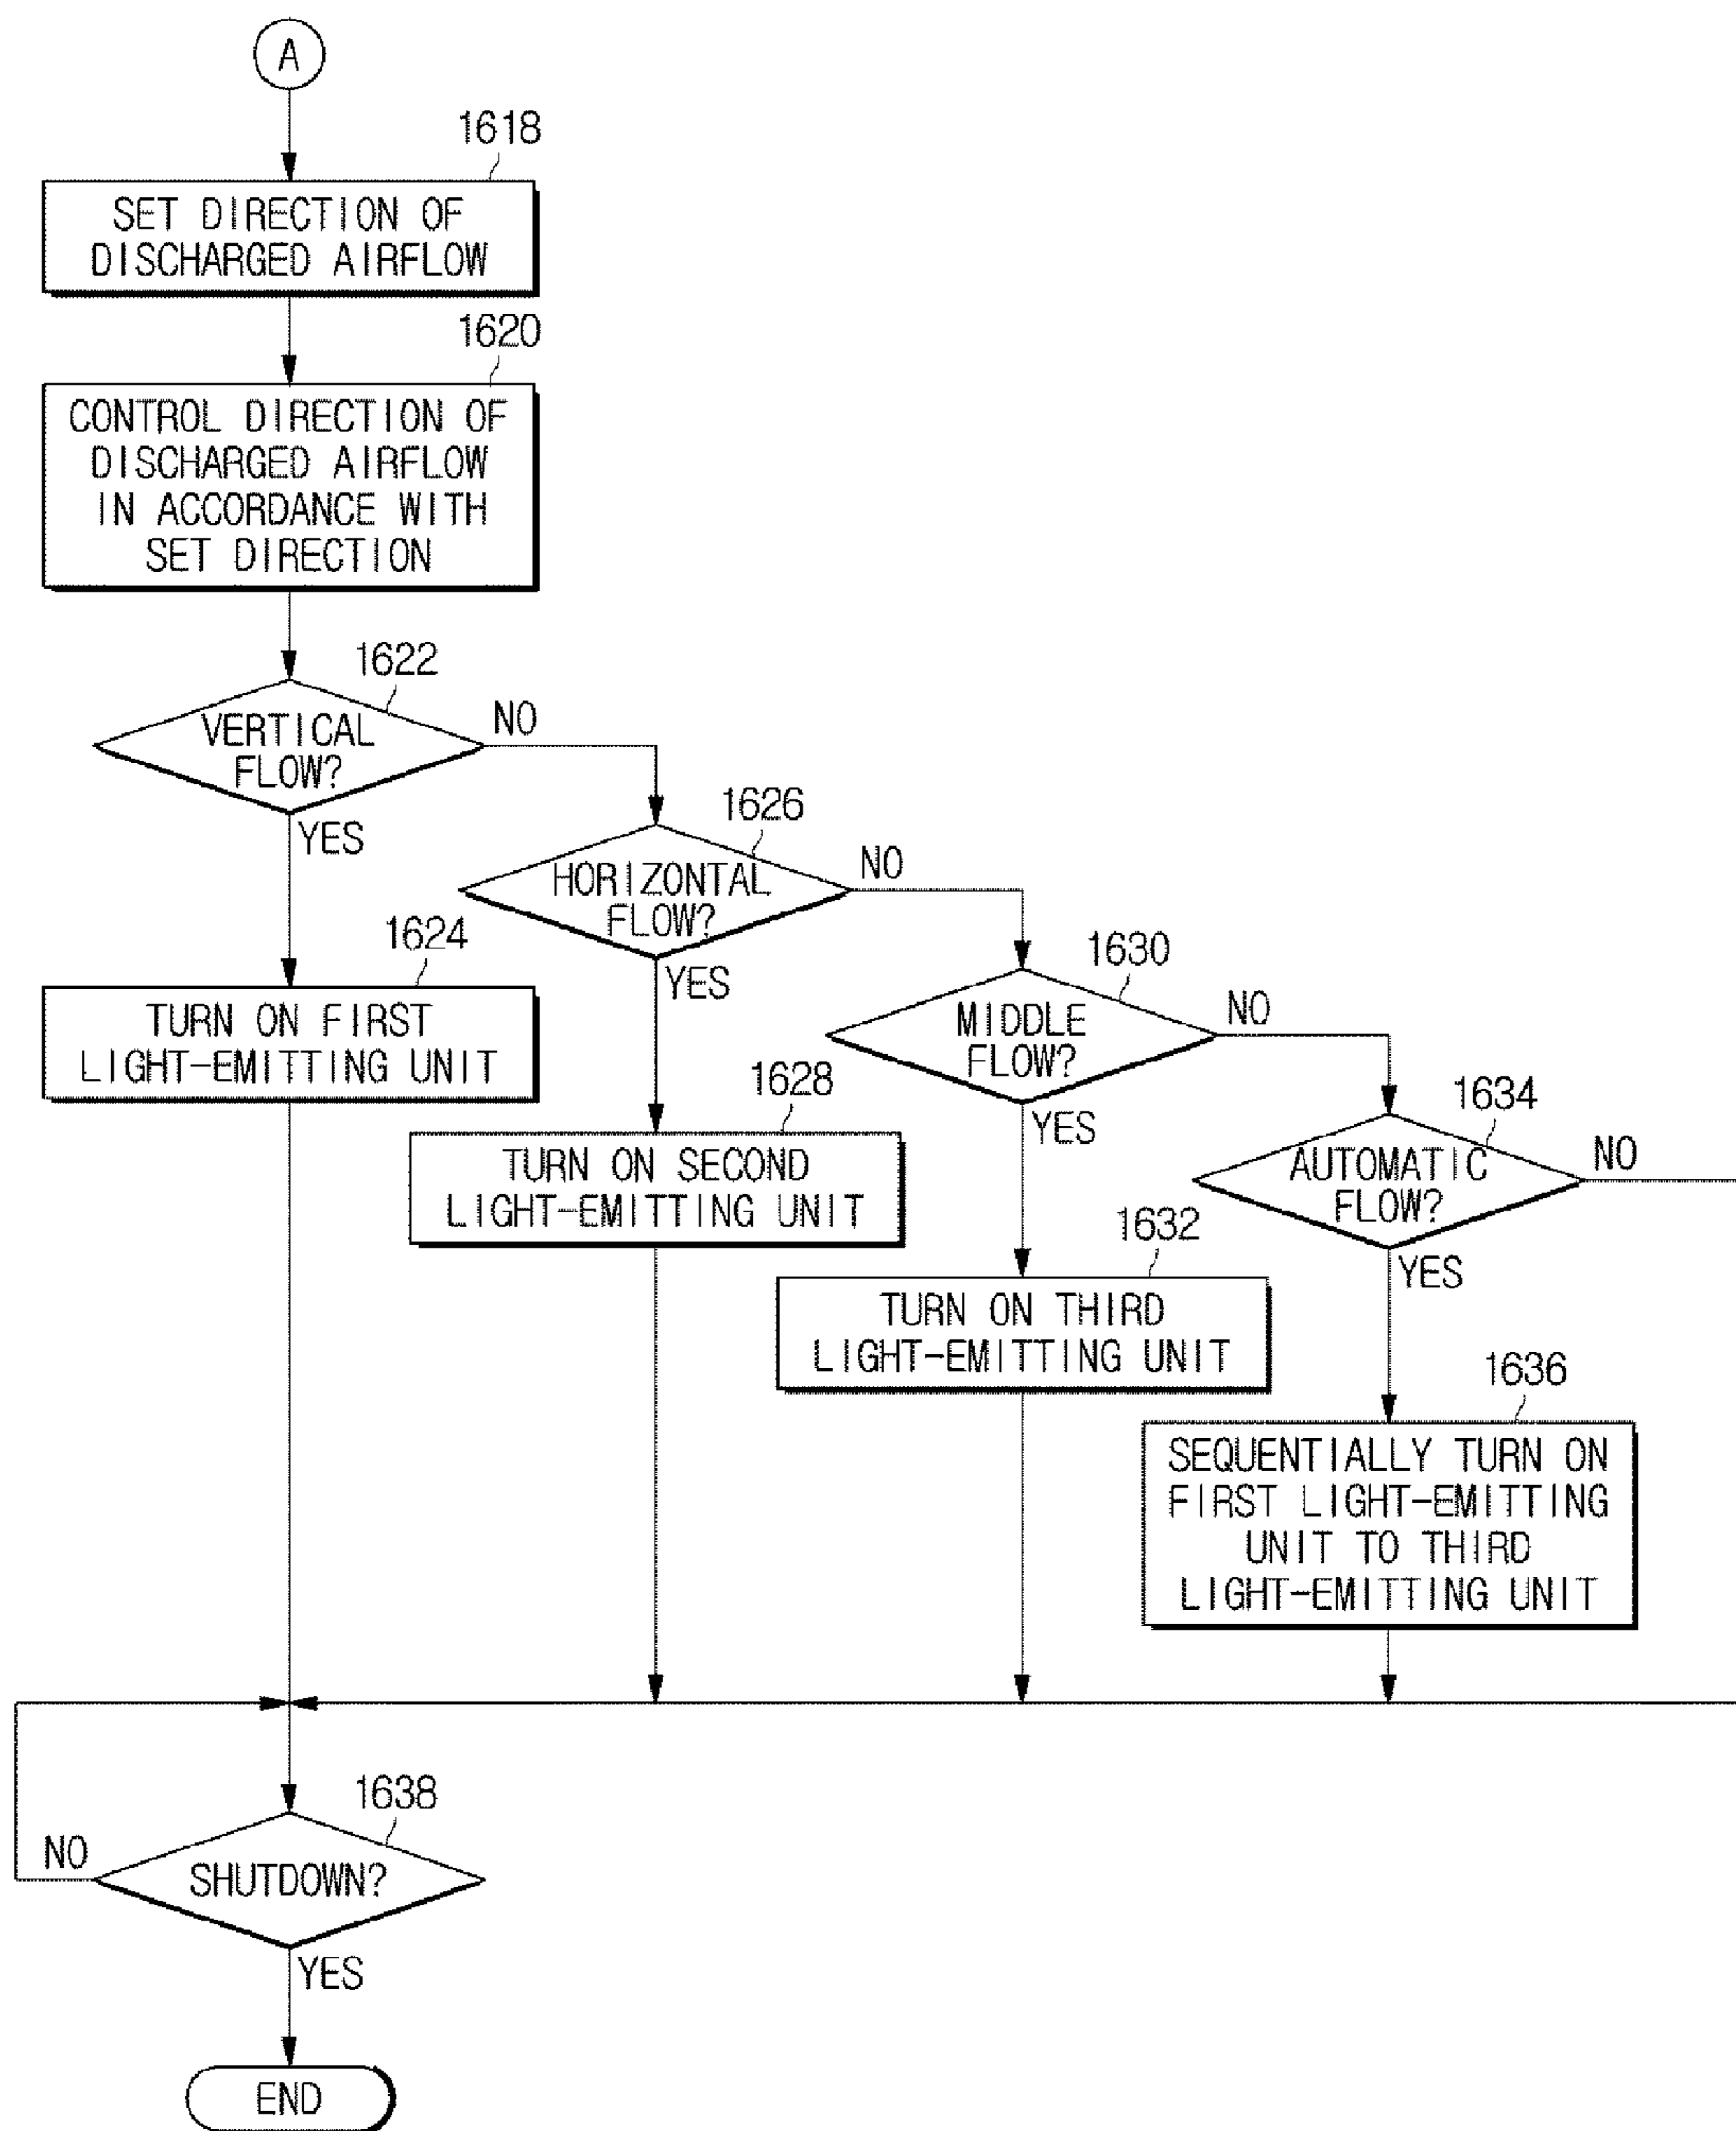 A
1618
SET DIRECTION OF
DISCHARGED AIRFLOW
1620
CONTROL DIRECTION OF
DISCHARGED AIRFLOW
IN ACCORDANCE WITH
SET DIRECTION
1622
VERTICAL
FLOW?
NO
YES
1626
HORIZONTAL
FLOW?
NO
YES
1624
TURN ON FIRST
LIGHT-EMITTING UNIT
1630
MIDDLE
FLOW?
NO
YES
1628
TURN ON SECOND
LIGHT-EMITTING UNIT
1634
AUTOMATIC
FLOW?
NO
YES
1632
TURN ON THIRD
LIGHT-EMITTING UNIT
1636
SEQUENTIALLY TURN ON
FIRST LIGHT-EMITTING
UNIT TO THIRD
LIGHT-EMITTING UNIT
1638
SHUTDOWN?
NO
YES
END